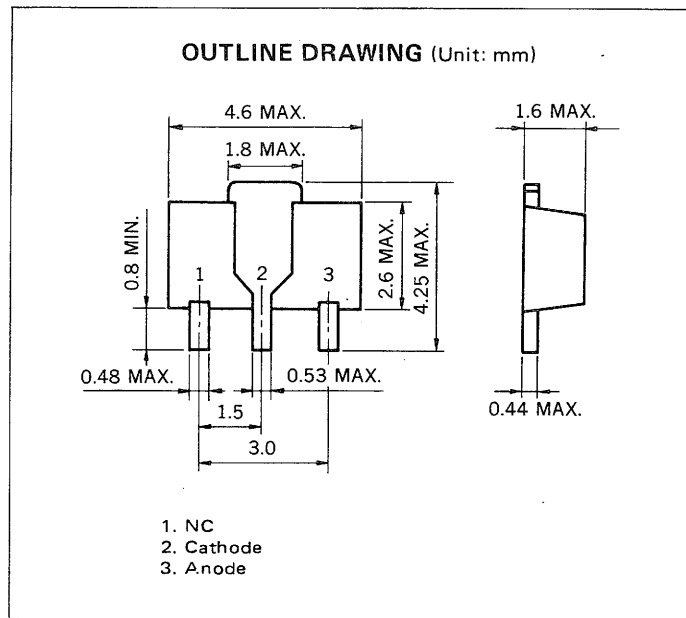 OUTLINE DRAWING (Unit: mm)
4.6 MAX.
1.6 MAX.
1.8 MAX.
0.8 MIN.
1 2 3
2.6 MAX.
4.25 MAX.
0.48 MAX.
0.53 MAX.
0.44 MAX.
1.5
3.0
1. NC
2. Cathode
3. Anode